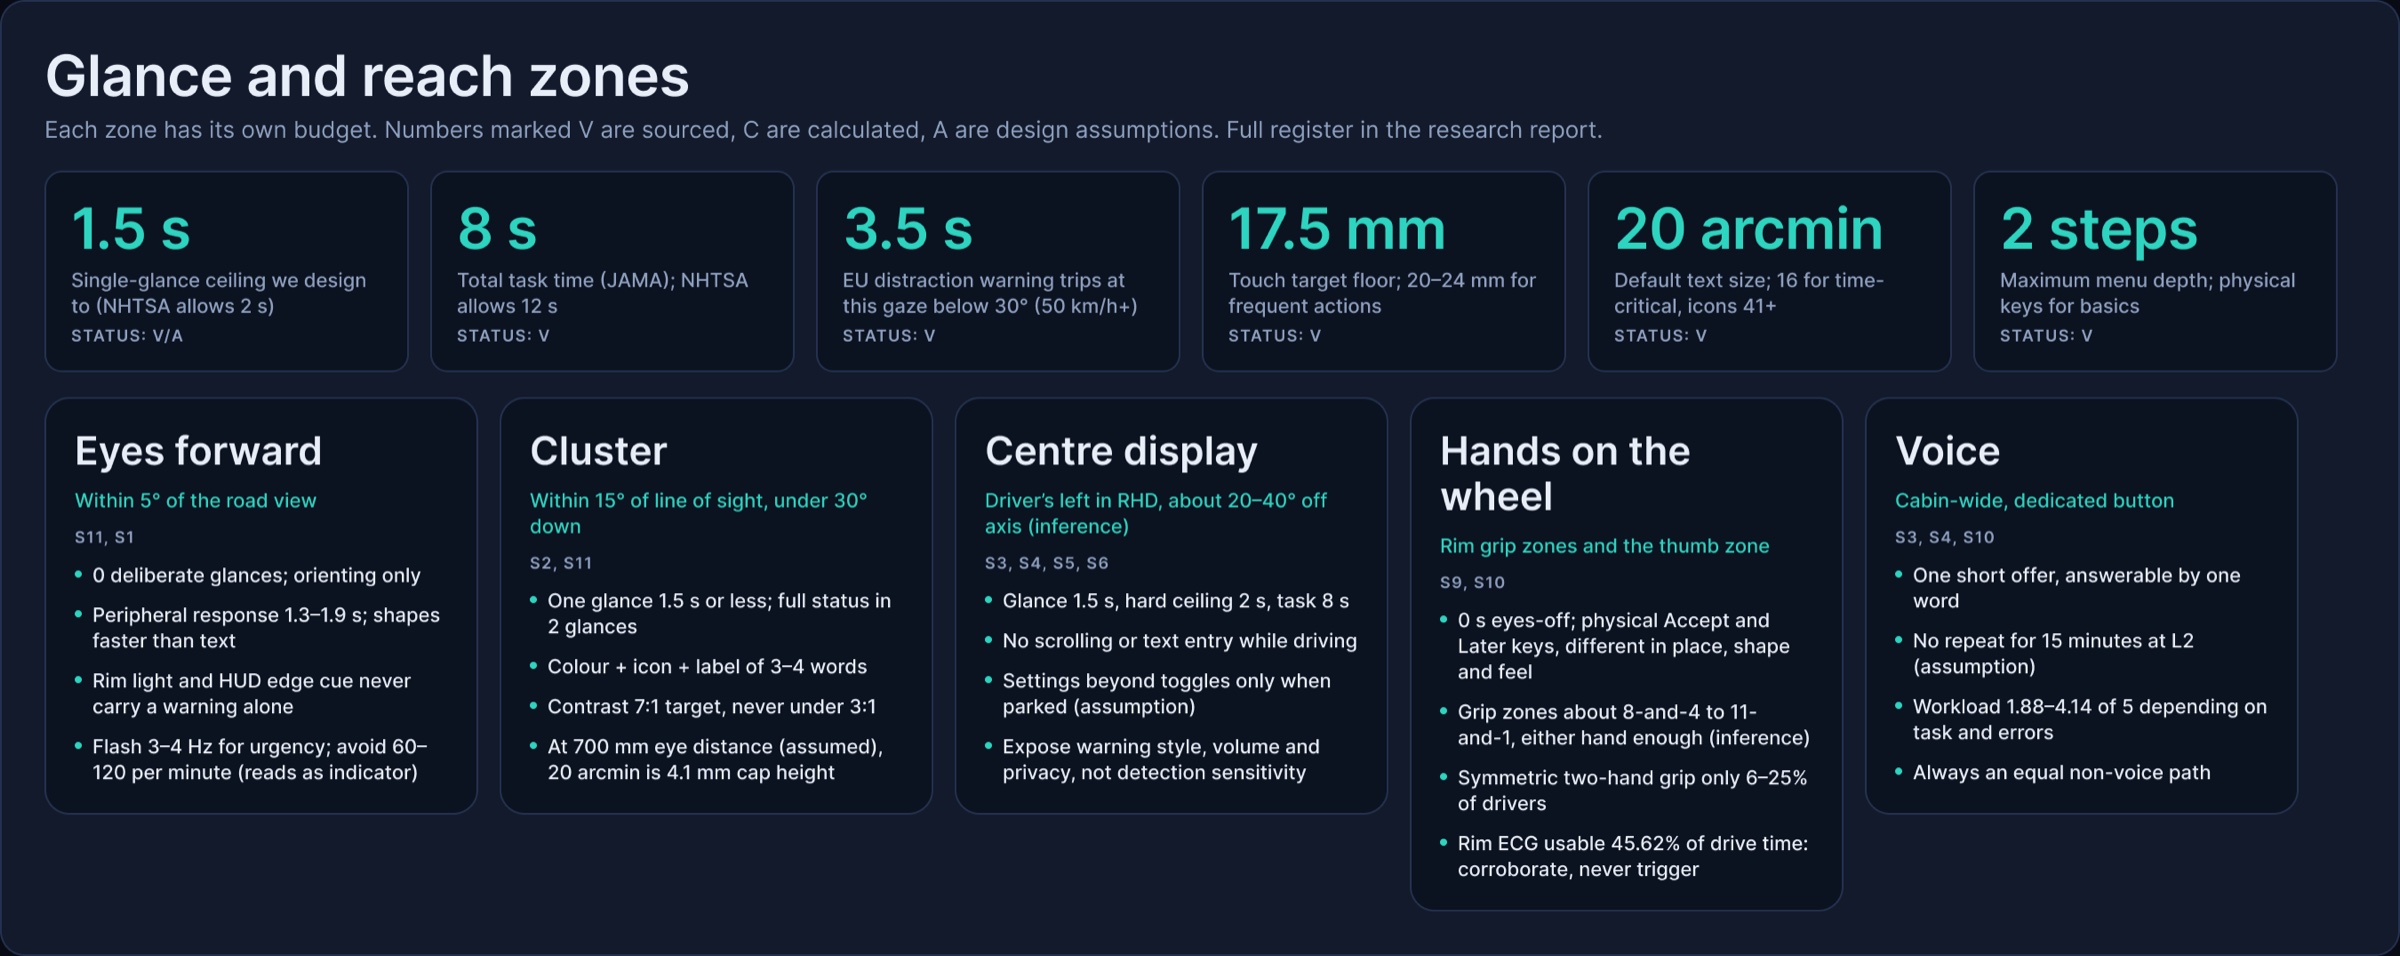 Glance and reach zones
Each zone has its own budget. Numbers marked V are sourced, C are calculated, A are design assumptions. Full register in the research report.
1.5 s
Single-glance ceiling we design
to (NHTSA allows 2 s)
STATUS: V/A
8 s
Total task time (JAMA); NHTSA
allows 12 s
STATUS: V
3.5 s
EU distraction warning trips at
this gaze below 30° (50 km/h+)
STATUS: V
17.5 mm
Touch target floor; 20–24 mm for
frequent actions
STATUS: V
20 arcmin
Default text size; 16 for time-
critical, icons 41+
STATUS: V
2 steps
Maximum menu depth; physical
keys for basics
STATUS: V
Eyes forward
Within 5° of the road view
S11, S1
• 0 deliberate glances; orienting only
• Peripheral response 1.3–1.9 s; shapes
faster than text
• Rim light and HUD edge cue never
carry a warning alone
• Flash 3–4 Hz for urgency; avoid 60–
120 per minute (reads as indicator)
Cluster
Within 15° of line of sight, under 30°
down
S2, S11
• One glance 1.5 s or less; full status in
2 glances
• Colour + icon + label of 3–4 words
• Contrast 7:1 target, never under 3:1
• At 700 mm eye distance (assumed),
20 arcmin is 4.1 mm cap height
Centre display
Driver’s left in RHD, about 20–40° off
axis (inference)
S3, S4, S5, S6
• Glance 1.5 s, hard ceiling 2 s, task 8 s
• No scrolling or text entry while driving
• Settings beyond toggles only when
parked (assumption)
• Expose warning style, volume and
privacy, not detection sensitivity
Hands on the
wheel
Rim grip zones and the thumb zone
S9, S10
• 0 s eyes-off; physical Accept and
Later keys, different in place, shape
and feel
• Grip zones about 8-and-4 to 11-
and-1, either hand enough (inference)
• Symmetric two-hand grip only 6–25%
of drivers
• Rim ECG usable 45.62% of drive time:
corroborate, never trigger
Voice
Cabin-wide, dedicated button
S3, S4, S10
• One short offer, answerable by one
word
• No repeat for 15 minutes at L2
(assumption)
• Workload 1.88–4.14 of 5 depending on
task and errors
• Always an equal non-voice path